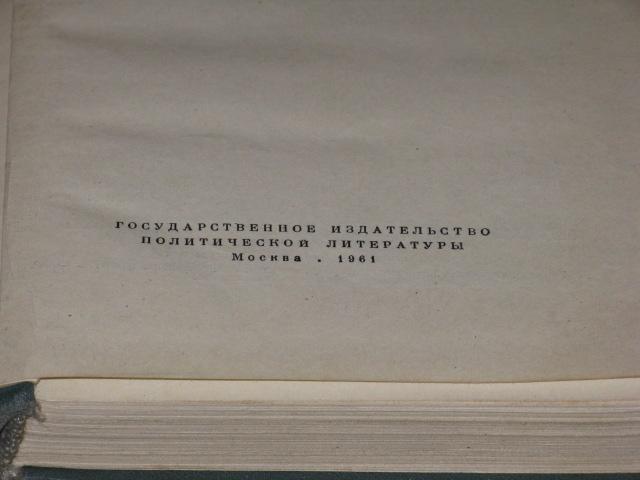 ГОСУДАРСТВЕННОЕ ИЗДАТЕЛЬСТВО
ПОЛИТИЧЕСКОЙ ЛИТЕРАТУРЫ
Москва . 1961